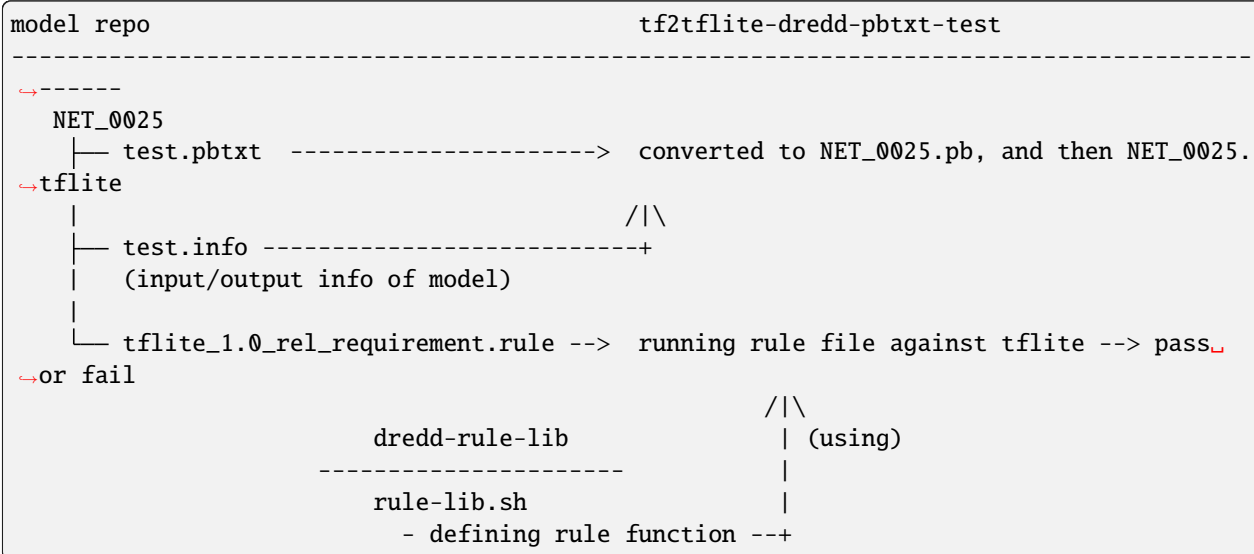 model repo                                   tf2tflite-dredd-pbtxt-test
-----------------------------------------------------------------------------------------
↪------
   NET_0025
    ├── test.pbtxt  ---------------------->  converted to NET_0025.pb, and then NET_0025.
↪tflite
    |                                       /|\
    ├── test.info ---------------------------+
    |   (input/output info of model)
    |
    └── tflite_1.0_rel_requirement.rule -->  running rule file against tflite --> pass␣
↪or fail
                                                      /|\
                          dredd-rule-lib               | (using)
                      ----------------------           |
                          rule-lib.sh                  |
                            - defining rule function --+